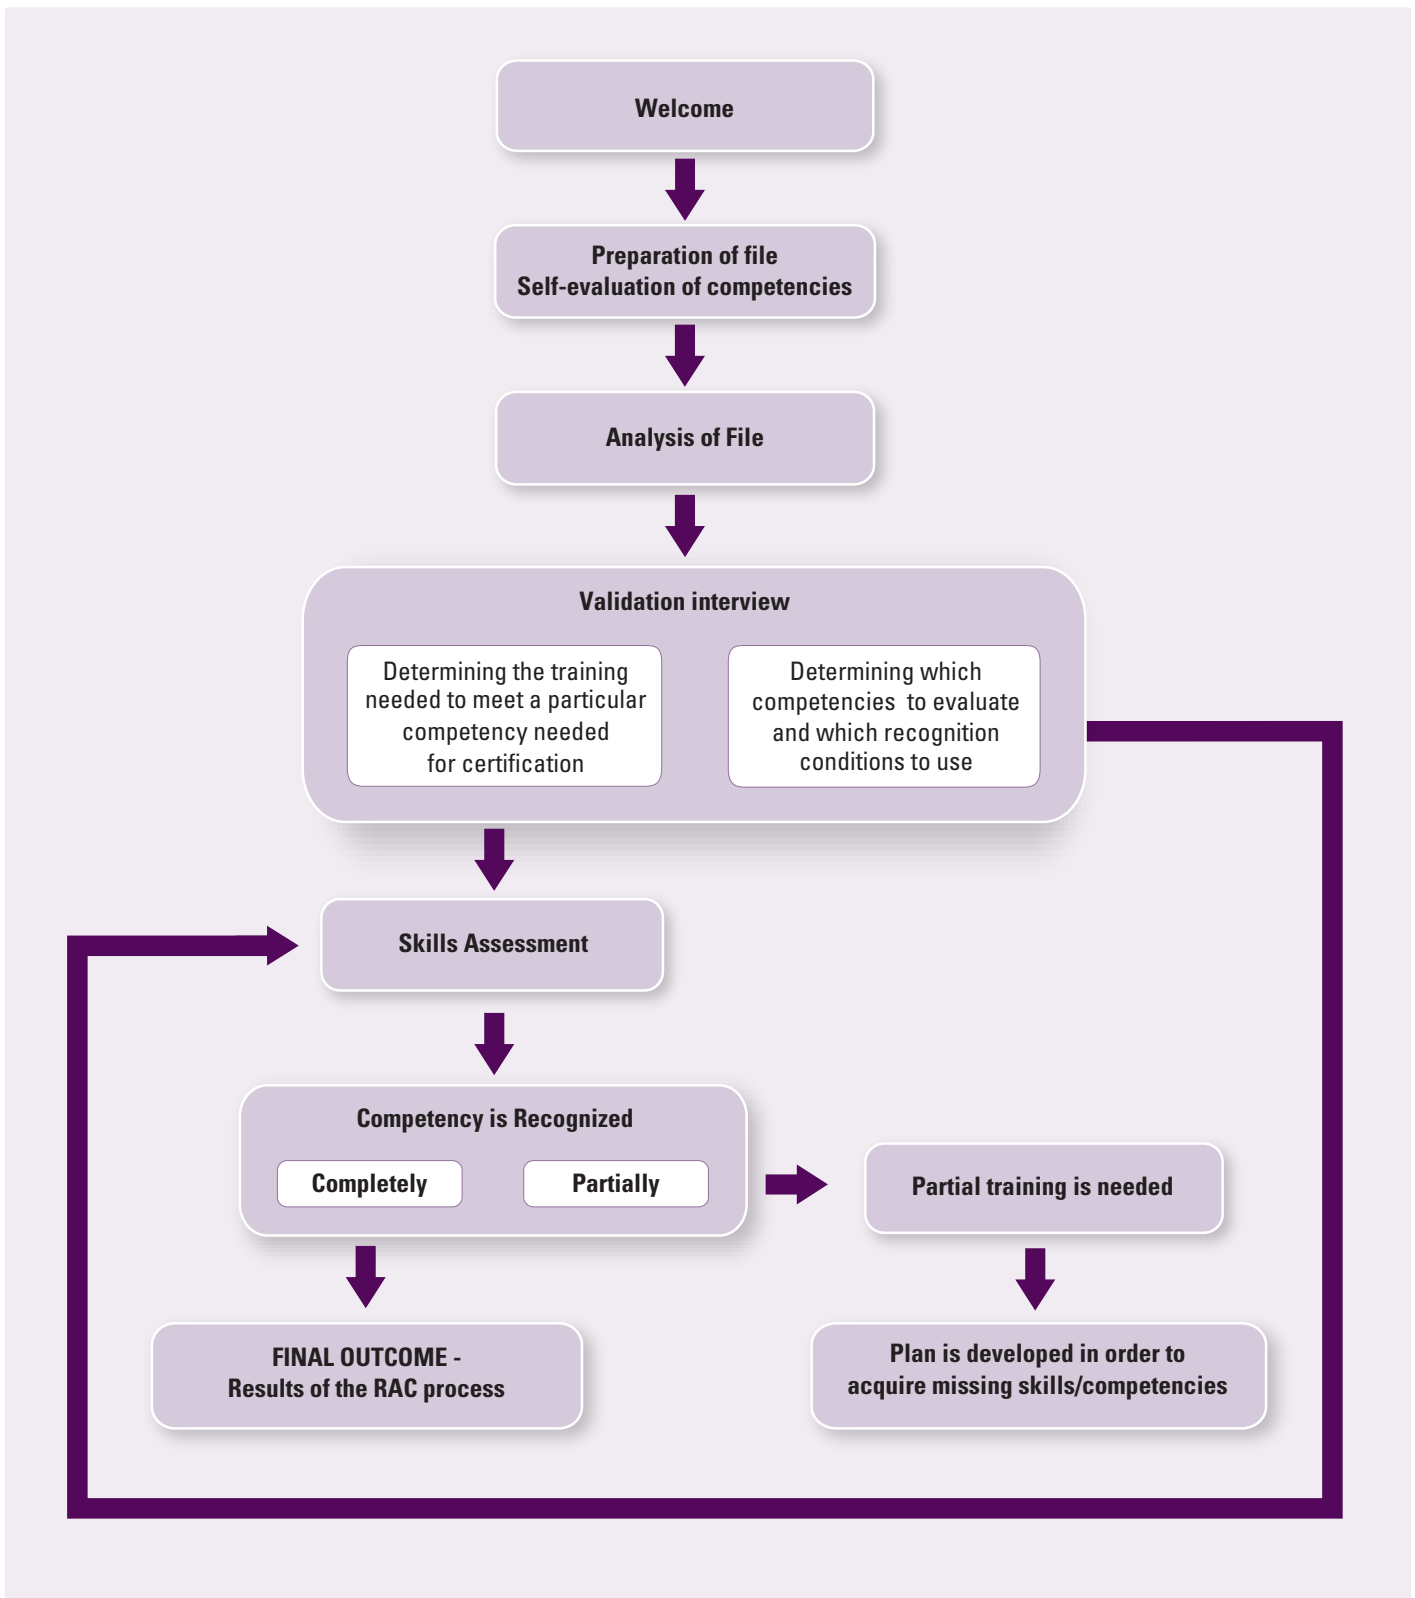 Welcome
Preparation of file
Self-evaluation of competencies
Analysis of File
Validation interview
Determining the training
needed to meet a particular
competency needed
for certification
Determining which
competencies to evaluate
and which recognition
conditions to use
Skills Assessment
Competency is Recognized
Completely
Partially
Partial training is needed
FINAL OUTCOME -
Results of the RAC process
Plan is developed in order to
acquire missing skills/competencies